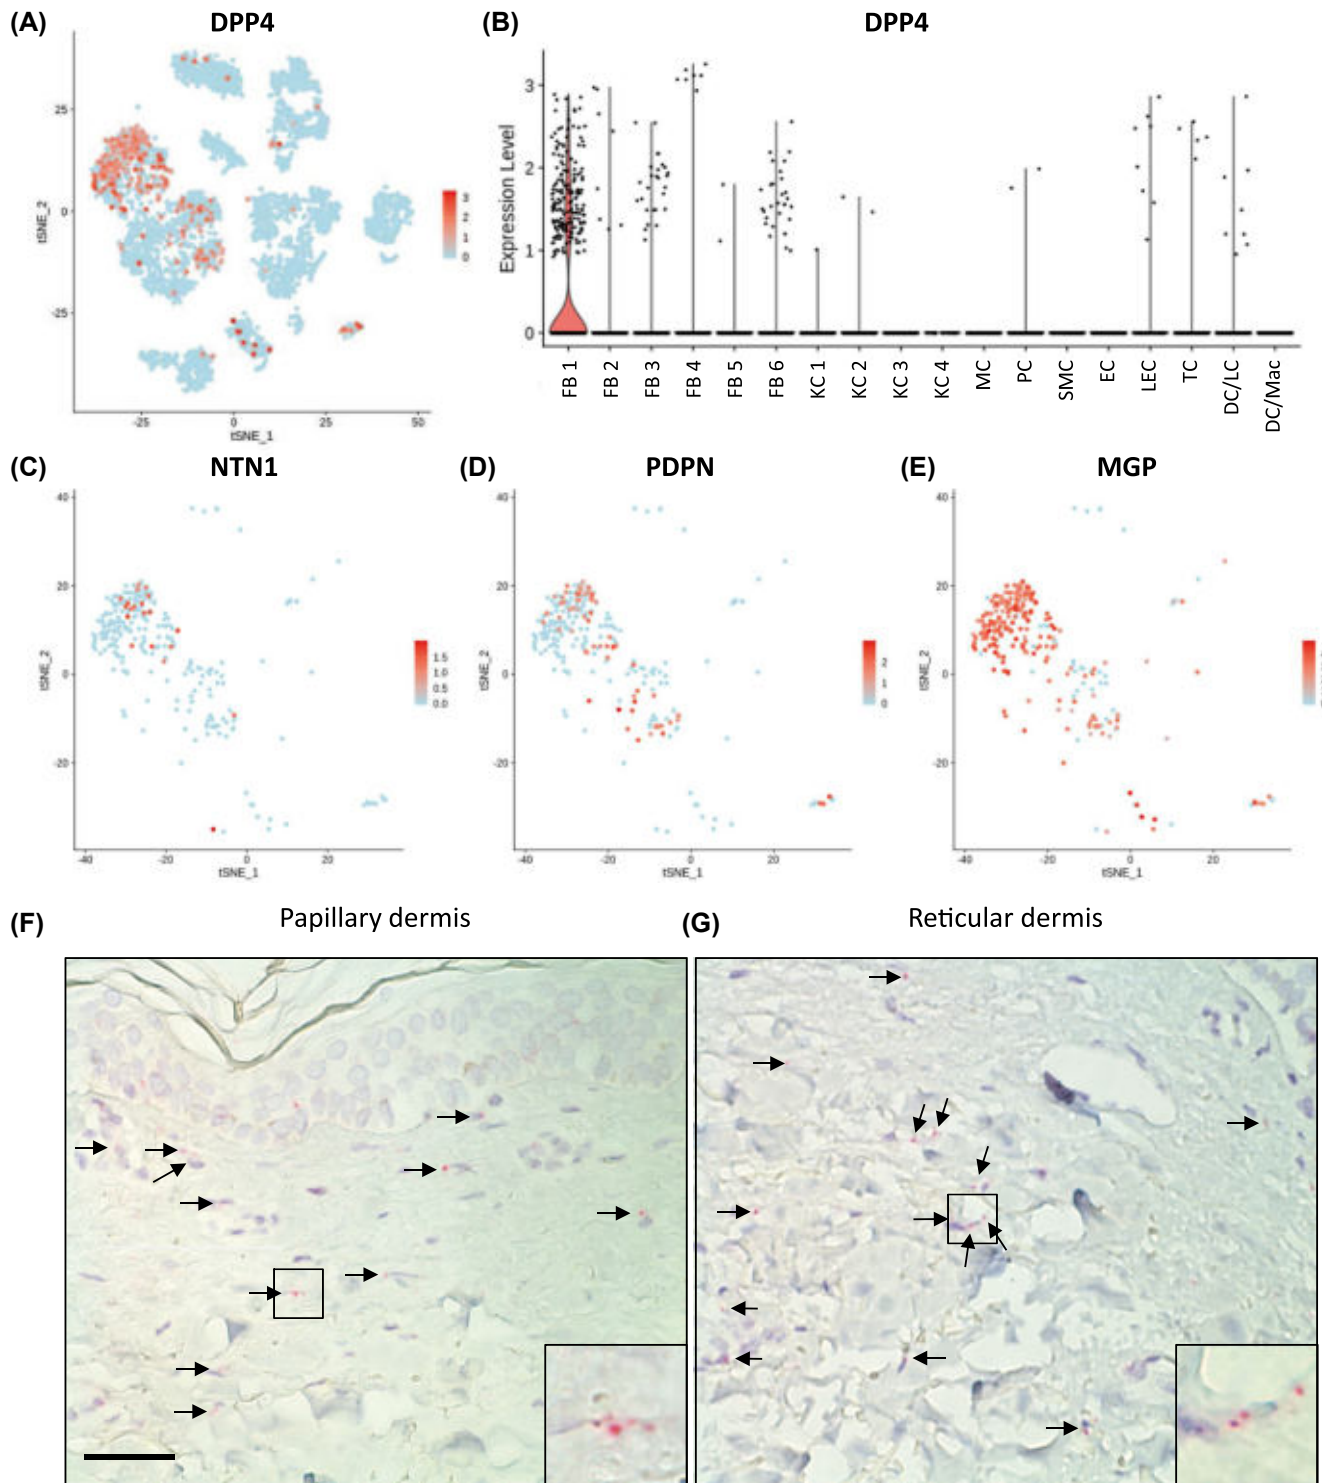 (A) DPP4
25
0
-25
tSNE_2
-25 0 25 50
tSNE_1
3
2
1
0
(B) DPP4
Expression Level
3
2
1
0
FB 1 FB 2 FB 3 FB 4 FB 5 FB 6 KC 1 KC 2 KC 3 KC 4 MC PC SMC EC LEC TC DC/LC DC/Mac
(C) NTN1
40
20
0
-20
tSNE_2
-40 -20 0 20
tSNE_1
1.5
1.0
0.5
0.0
(D) PDPN
40
20
0
-20
tSNE_2
-40 -20 0 20
tSNE_1
2
1
0
(E) MGP
40
20
0
-20
tSNE_2
-40 -20 0 20
tSNE_1
(F) Papillary dermis
(G) Reticular dermis